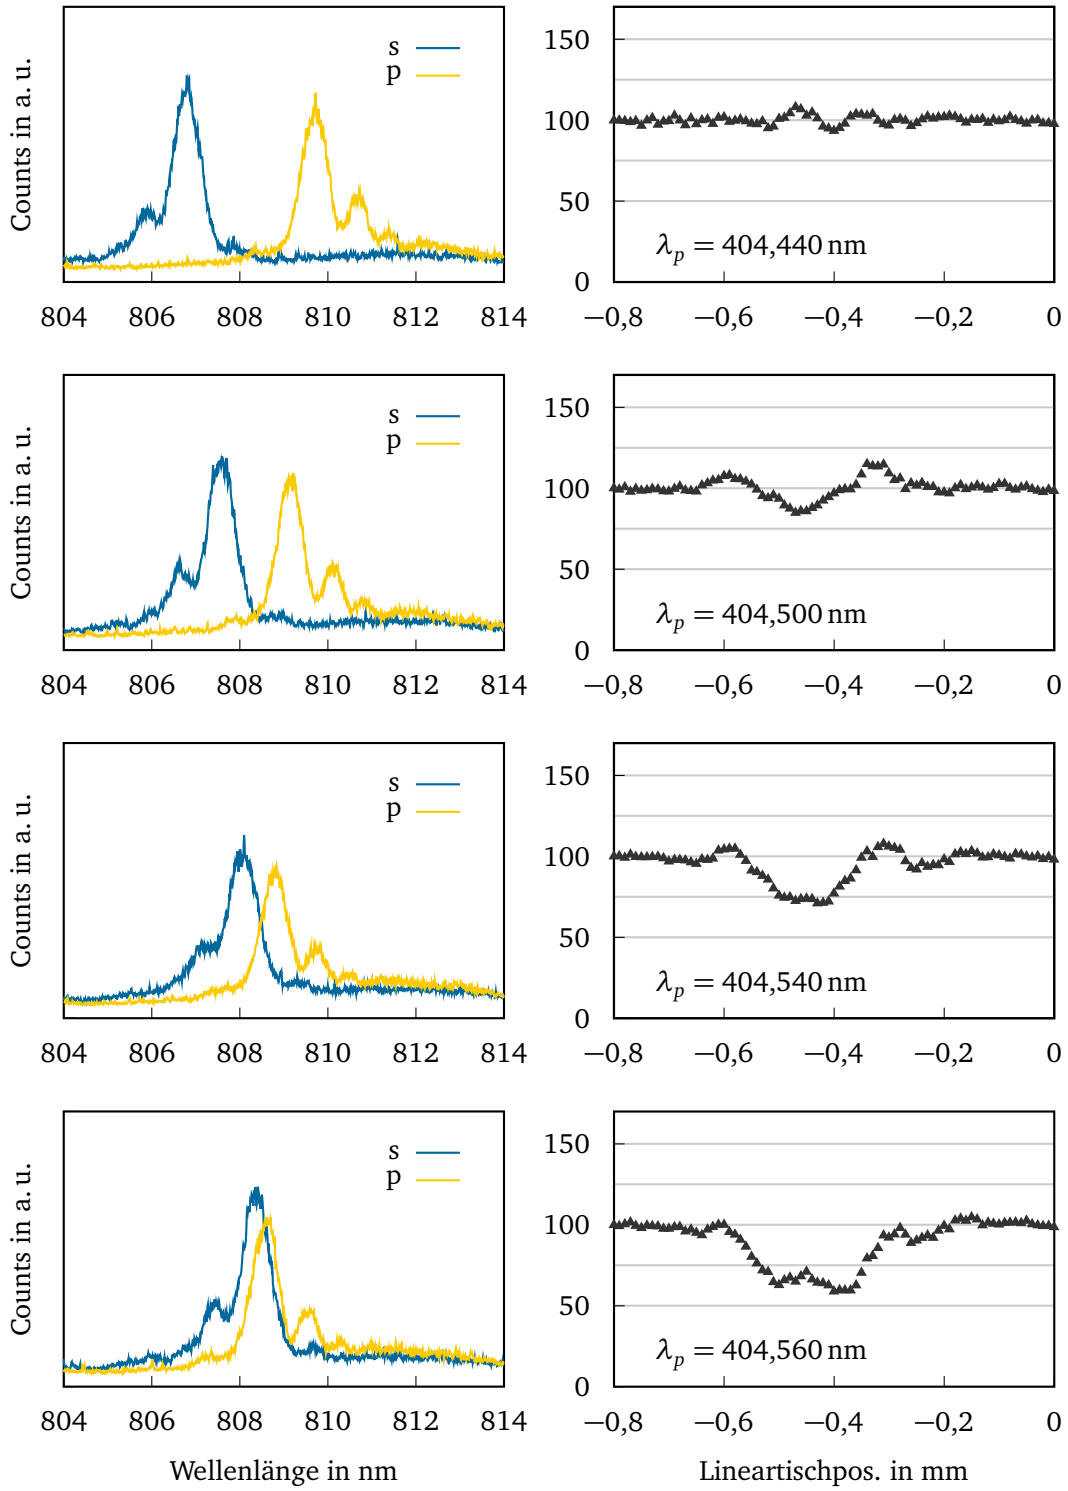 Counts in a. u.
s
p
804 806 808 810 812 814
150
100
50
0
λp = 404,440 nm
−0,8 −0,6 −0,4 −0,2 0
Counts in a. u.
s
p
804 806 808 810 812 814
150
100
50
0
λp = 404,500 nm
−0,8 −0,6 −0,4 −0,2 0
Counts in a. u.
s
p
804 806 808 810 812 814
150
100
50
0
λp = 404,540 nm
−0,8 −0,6 −0,4 −0,2 0
Counts in a. u.
s
p
804 806 808 810 812 814
Wellenlänge in nm
150
100
50
0
λp = 404,560 nm
−0,8 −0,6 −0,4 −0,2 0
Lineartischpos. in mm